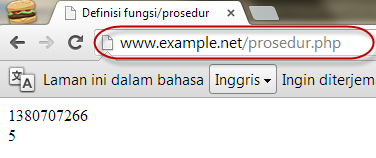 Definisi fungsi/prosedur
www.example.net/prosedur.php
Laman ini dalam bahasa Inggris Ingin diterjem
1380707266
5